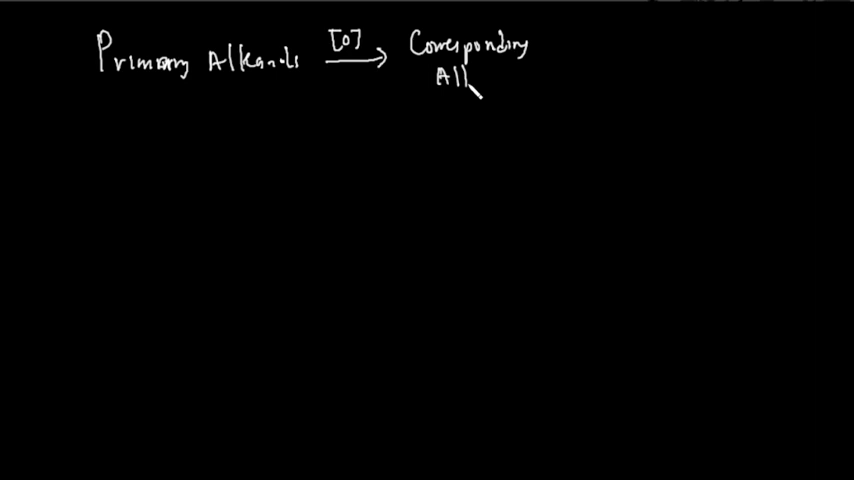 Primary Alkanols [O] → Corresponding
All